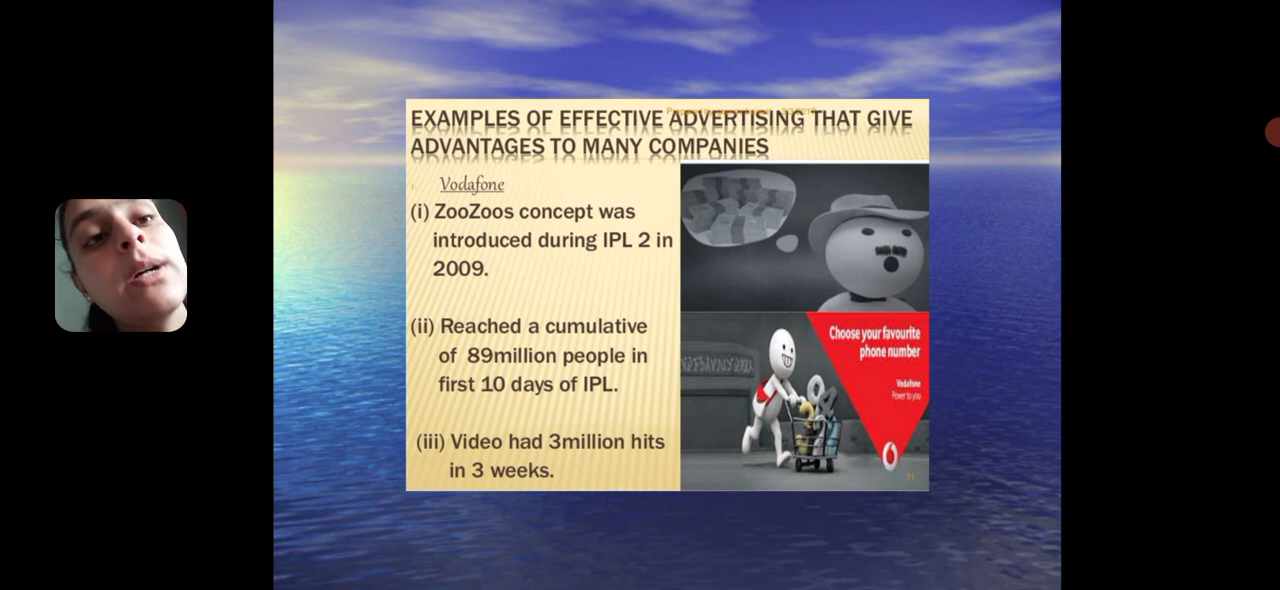 EXAMPLES OF EFFECTIVE ADVERTISING THAT GIVE
ADVANTAGES TO MANY COMPANIES
1. Vodafone
(i) ZooZoos concept was
introduced during IPL 2 in
2009.
(ii) Reached a cumulative
of 89million people in
first 10 days of IPL.
(iii) Video had 3million hits
in 3 weeks.
Choose your favourite
phone number
Vodafone
Power to you
11